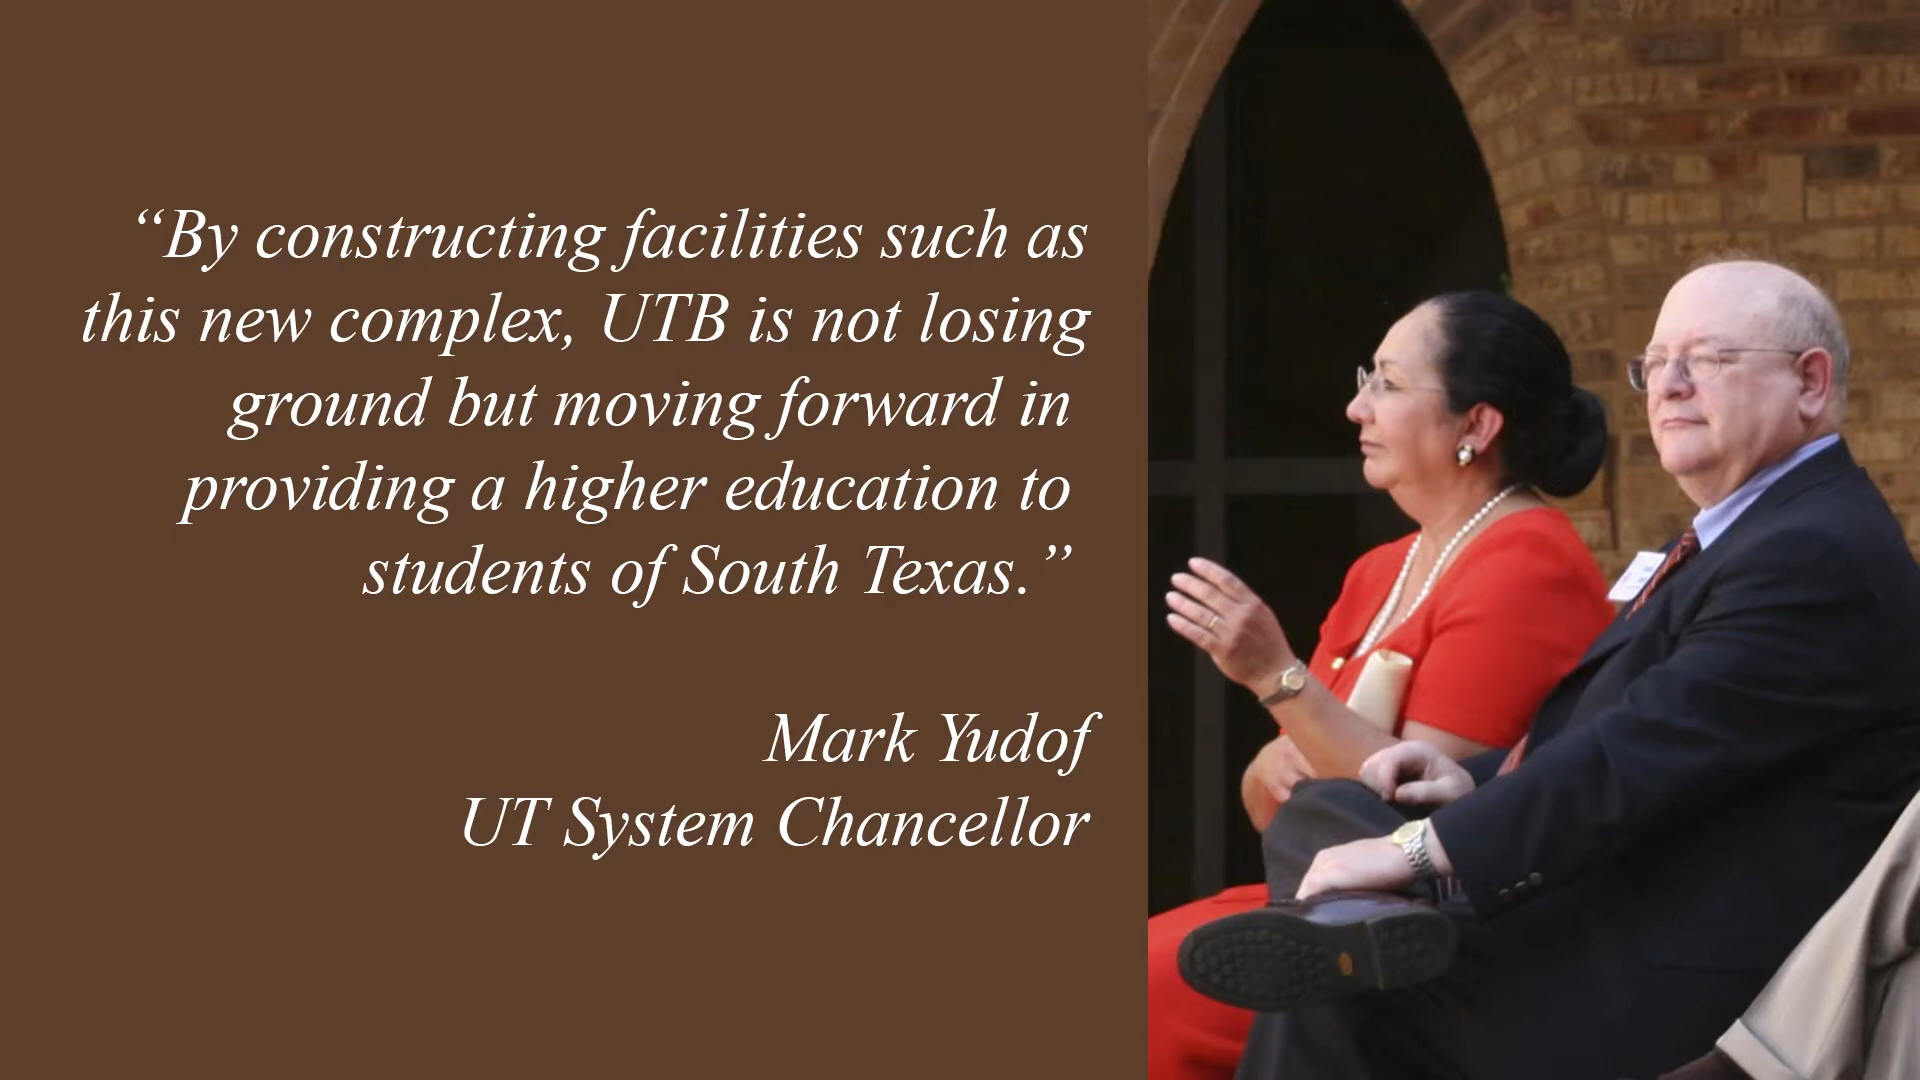 “By constructing facilities such as
this new complex, UTB is not losing
ground but moving forward in
providing a higher education to
students of South Texas.”
Mark Yudof
UT System Chancellor